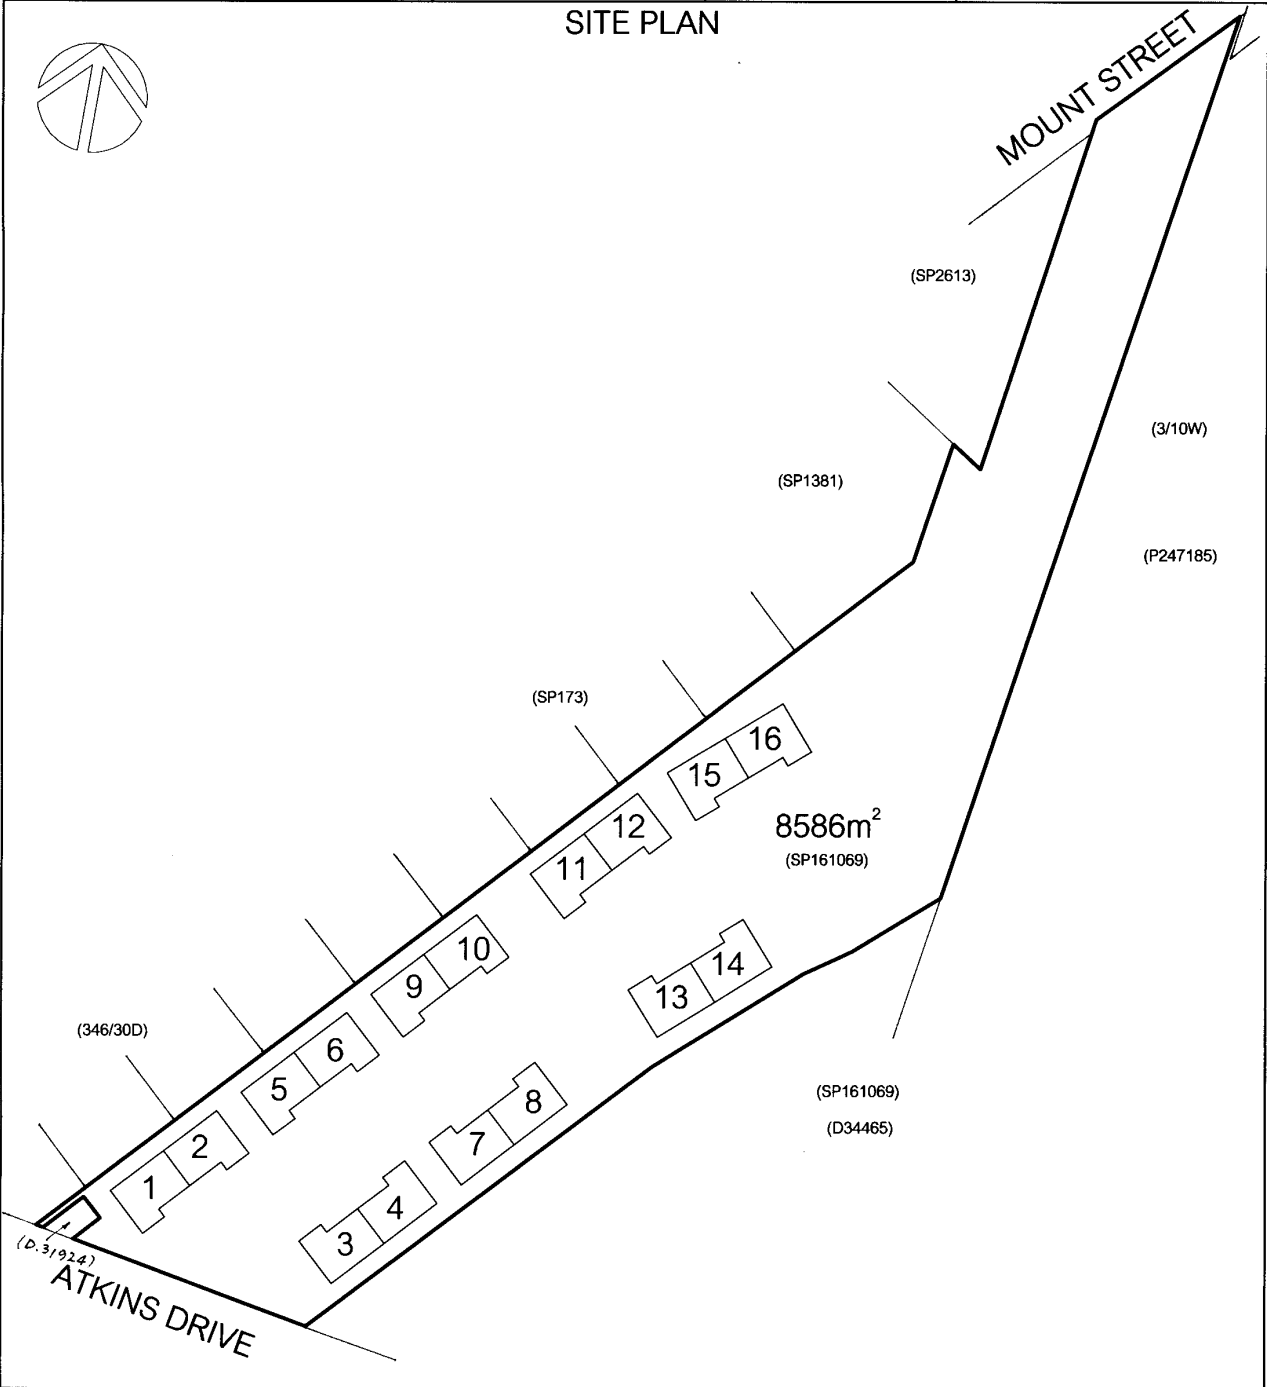 SITE PLAN
MOUNT STREET
(SP2613)
(3/10W)
(SP1381)
(P247185)
(SP173)
16
15
12
11
8586m²
(SP161069)
10
9
14
13
(346/30D)
6
5
8
7
(SP161069)
(D34465)
2
1
4
3
(D.31924)
ATKINS DRIVE